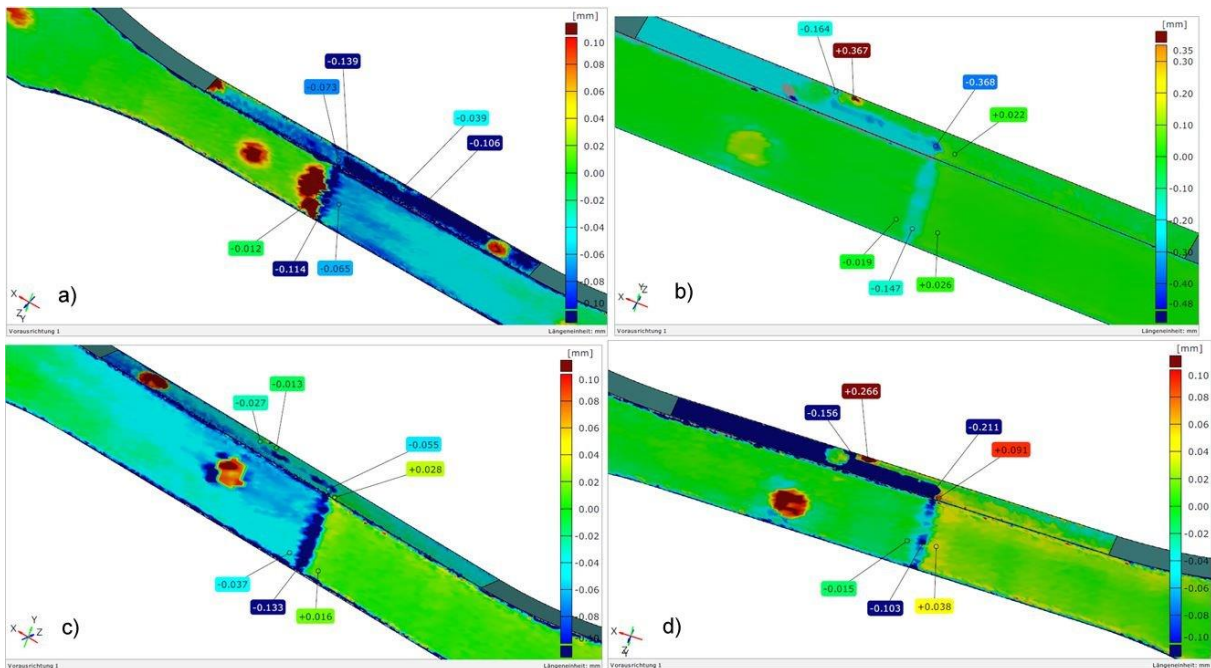 [mm]
0.10
0.08
0.06
0.04
0.02
0.00
-0.02
-0.04
-0.06
-0.08
-0.10
-0.139
-0.073
-0.039
-0.106
-0.012
-0.114
-0.065
X
Z
Y
a)
Vorausrichtung 1
Längeneinheit: mm
[mm]
0.35
0.30
0.20
0.10
0.00
-0.10
-0.20
-0.30
-0.40
-0.48
-0.164
+0.367
-0.368
+0.022
-0.019
-0.147
+0.026
X
Y
Z
b)
Vorausrichtung 1
Längeneinheit: mm
[mm]
0.10
0.08
0.06
0.04
0.02
0.00
-0.02
-0.04
-0.06
-0.08
-0.10
-0.013
-0.027
-0.055
+0.028
-0.037
-0.133
+0.016
Y
X
Z
c)
Vorausrichtung 1
Längeneinheit: mm
[mm]
0.10
0.08
0.06
0.04
0.02
0.00
-0.02
-0.04
-0.06
-0.08
-0.10
+0.266
-0.156
-0.211
+0.091
-0.015
-0.103
+0.038
X
Z
Y
d)
Vorausrichtung 1
Längeneinheit: mm